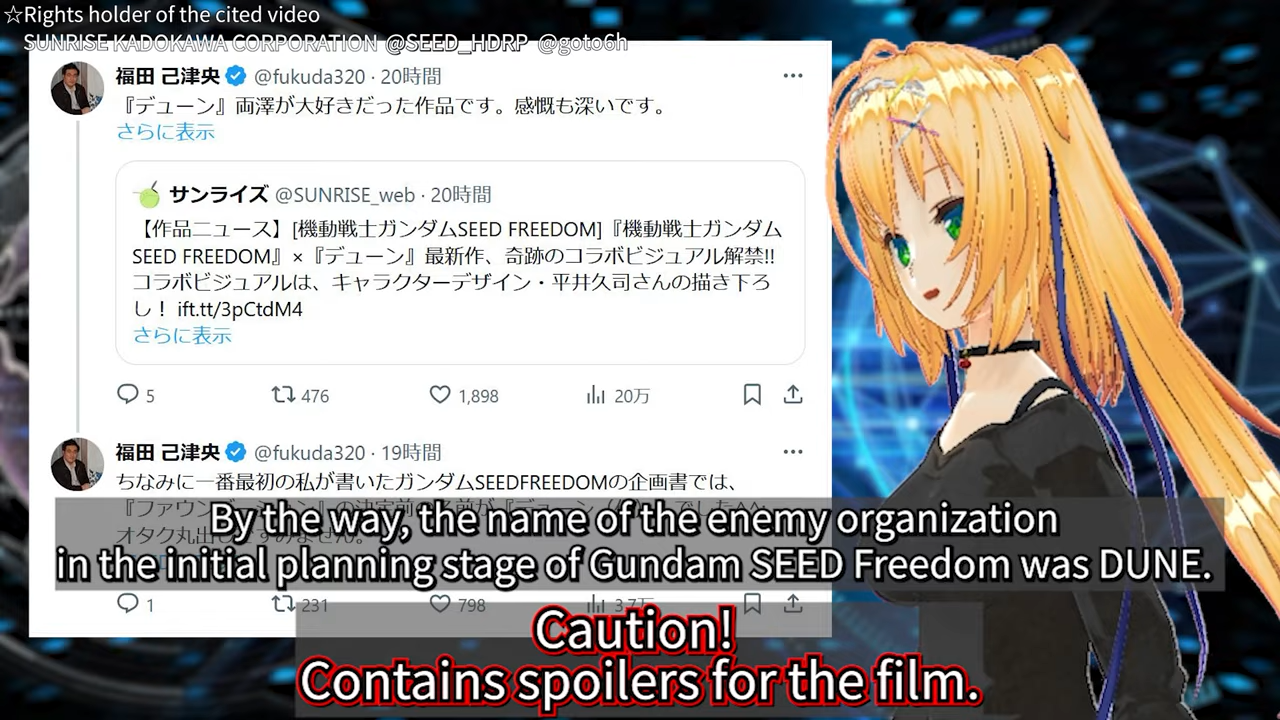 ☆Rights holder of the cited video
SUNRISE KADOKAWA CORPORATION @SEED_HDRP @goto6h
福田 己津央 @fukuda320 · 20時間
『デューン』両澤が大好きだった作品です。感慨も深いです。
さらに表示
サンライズ @SUNRISE_web · 20時間
【作品ニュース】[機動戦士ガンダムSEED FREEDOM]『機動戦士ガンダム
SEED FREEDOM』×『デューン』最新作、奇跡のコラボビジュアル解禁!!
コラボビジュアルは、キャラクターデザイン・平井久司さんの描き下ろ
し！ ift.tt/3pCtdM4
さらに表示
5 476 1,898 20万
福田 己津央 @fukuda320 · 19時間
ちなみに一番最初の私が書いたガンダムSEEDFREEDOMの企画書では、
By the way, the name of the enemy organization
in the initial planning stage of Gundam SEED Freedom was DUNE.
1 231 798 3.7万
Caution!
Contains spoilers for the film.